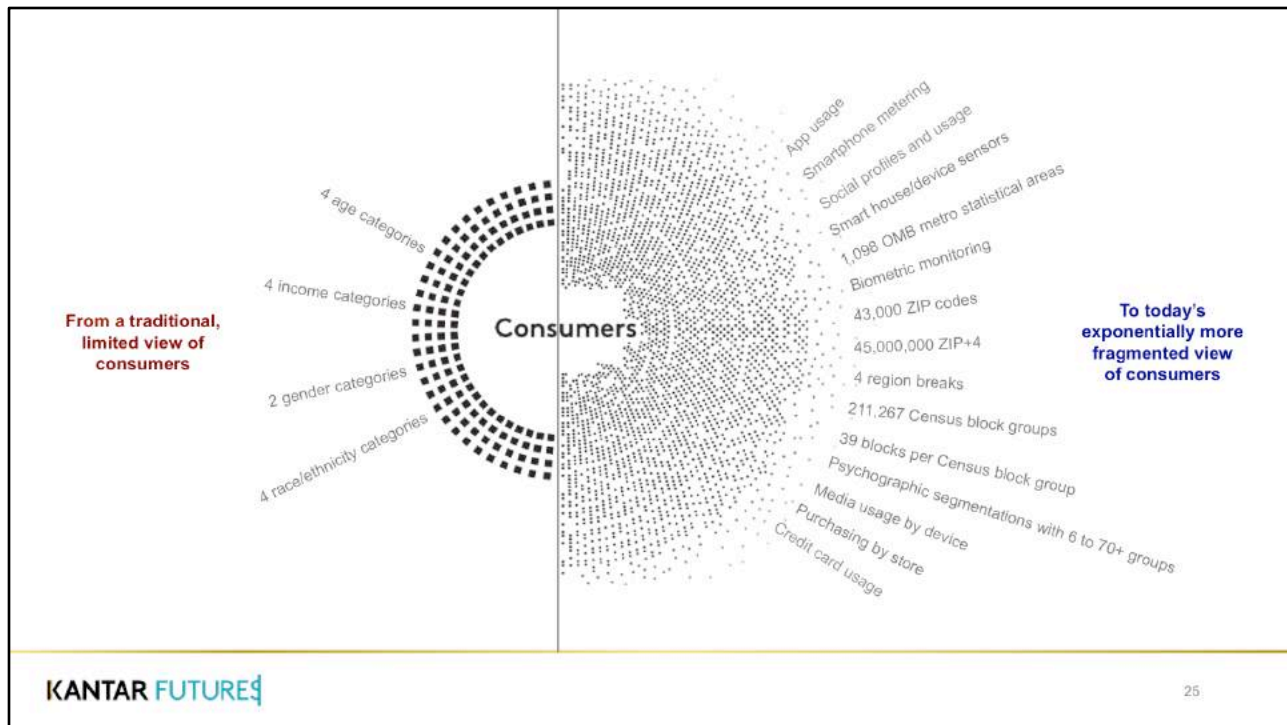 4 age categories
4 income categories
2 gender categories
4 race/ethnicity categories
From a traditional,
limited view of
consumers
Consumers
App usage
Smartphone metering
Social profiles and usage
Smart house/device sensors
1,098 OMB metro statistical areas
Biometric monitoring
43,000 ZIP codes
45,000,000 ZIP+4
4 region breaks
211,267 Census block groups
39 blocks per Census block group
Psychographic segmentations with 6 to 70+ groups
Media usage by device
Purchasing by store
Credit card usage
To today's
exponentially more
fragmented view
of consumers
KANTAR FUTURES
25